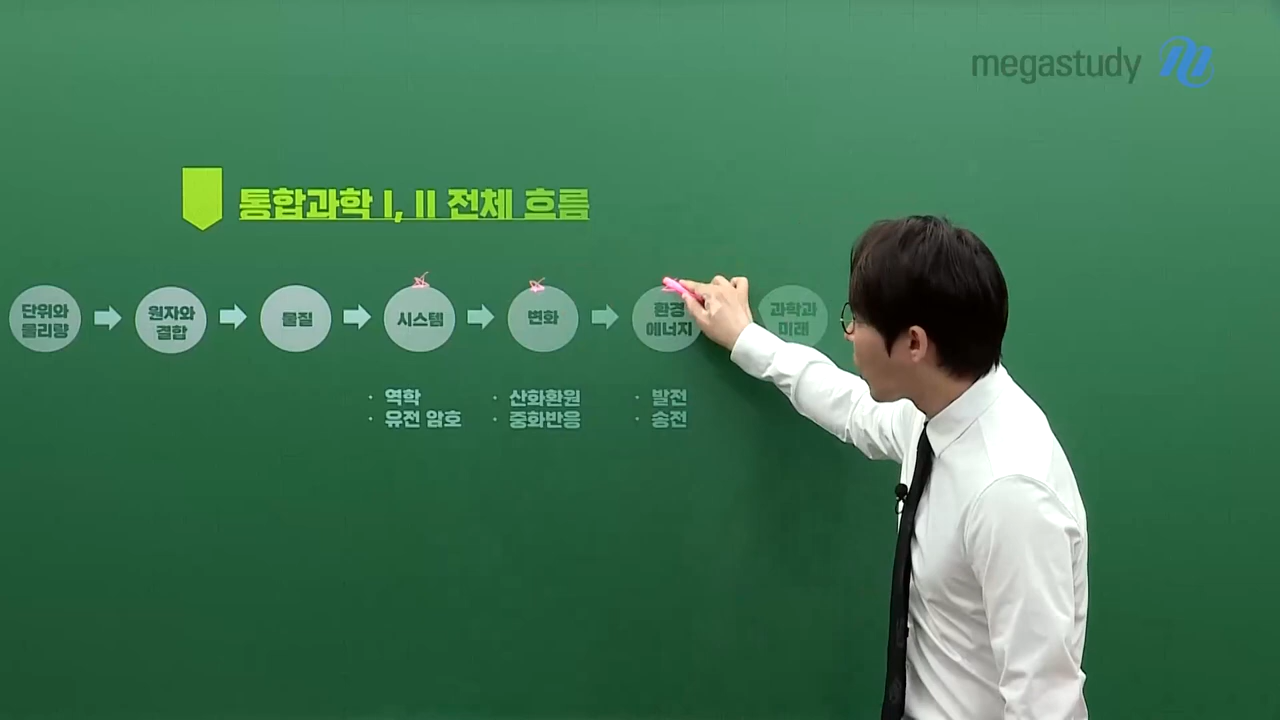 megastudy
통합과학 I, II 전체 흐름
단위와
물리량
원자와
결합
물질
시스템
변화
환경
에너지
과학과
미래
· 역학
· 유전 암호
· 산화환원
· 중화반응
· 발전
· 송전